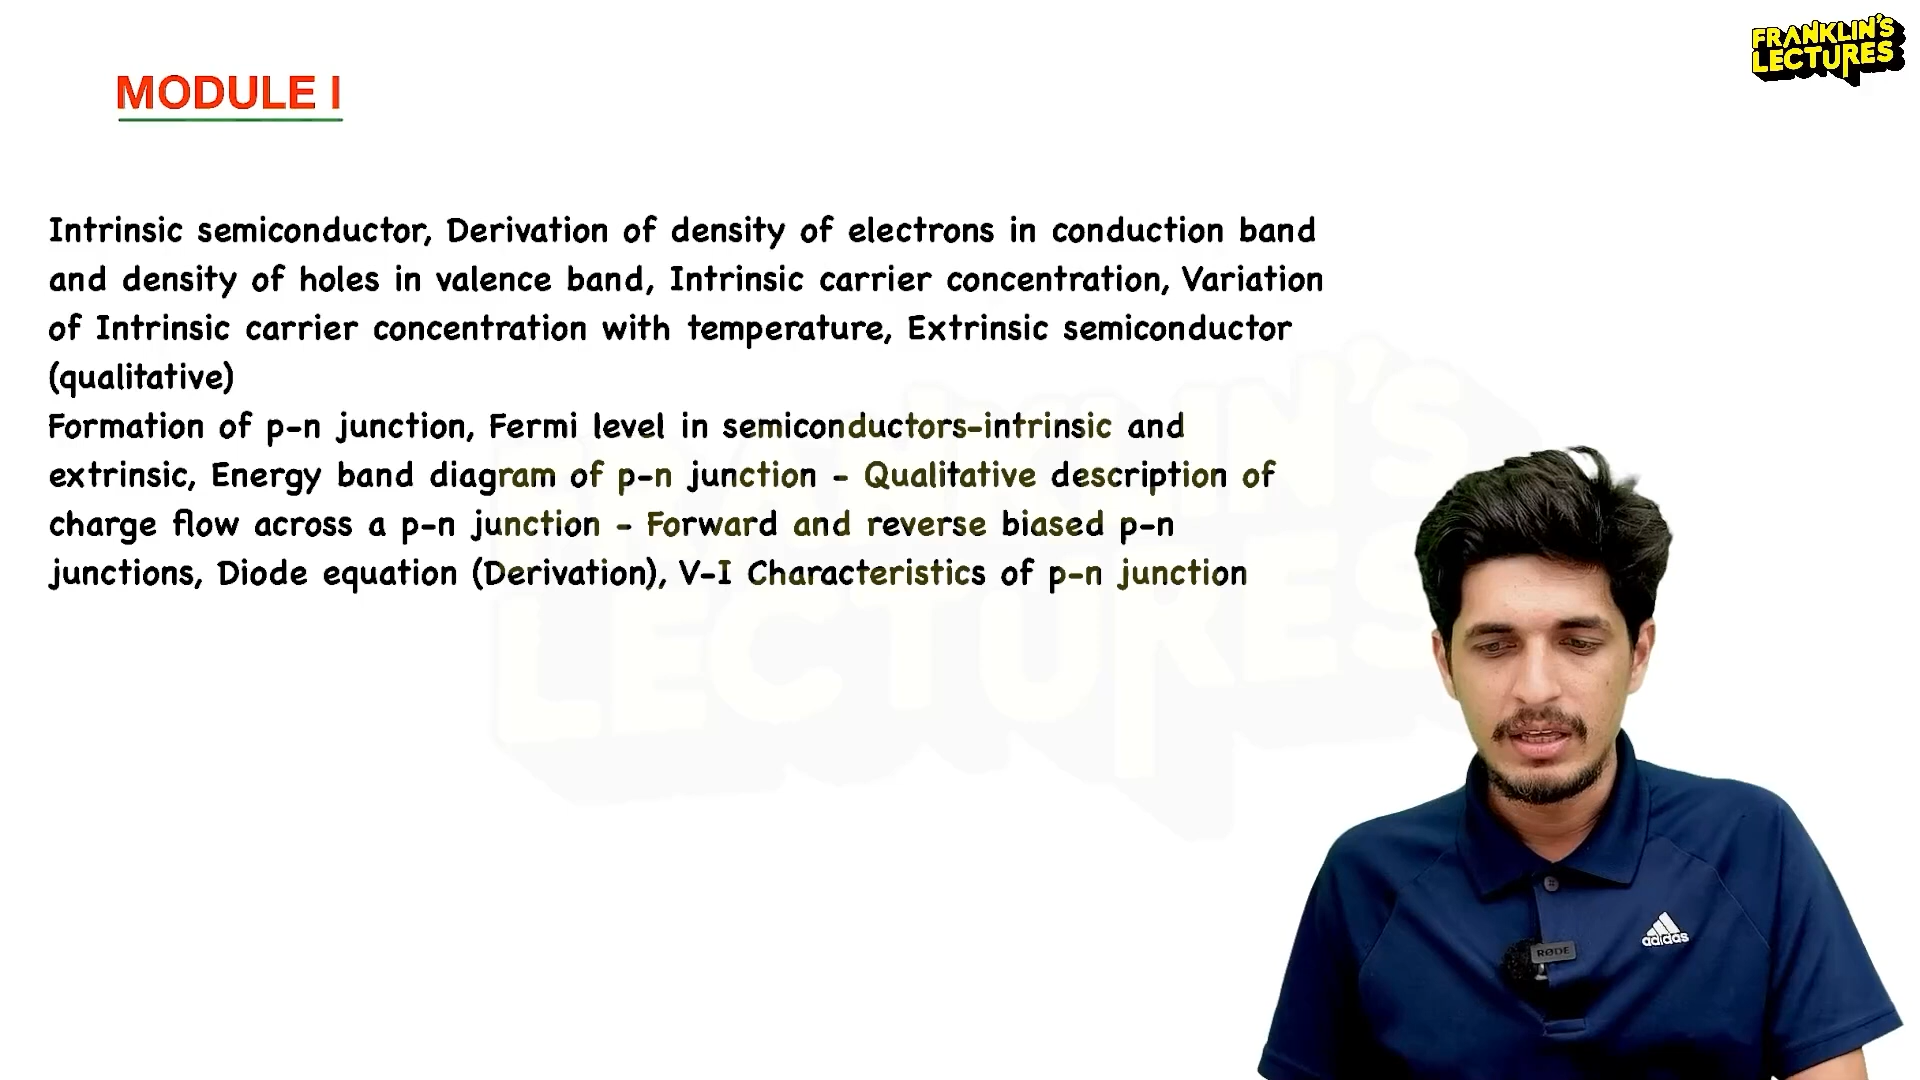 FRANKLIN'S
LECTURES
MODULE I
Intrinsic semiconductor, Derivation of density of electrons in conduction band
and density of holes in valence band, Intrinsic carrier concentration, Variation
of Intrinsic carrier concentration with temperature, Extrinsic semiconductor
(qualitative)
Formation of p-n junction, Fermi level in semiconductors-intrinsic and
extrinsic, Energy band diagram of p-n junction - Qualitative description of
charge flow across a p-n junction - Forward and reverse biased p-n
junctions, Diode equation (Derivation), V-I Characteristics of p-n junction
FRANKLIN'S
LECTURES
adidas
RØDE